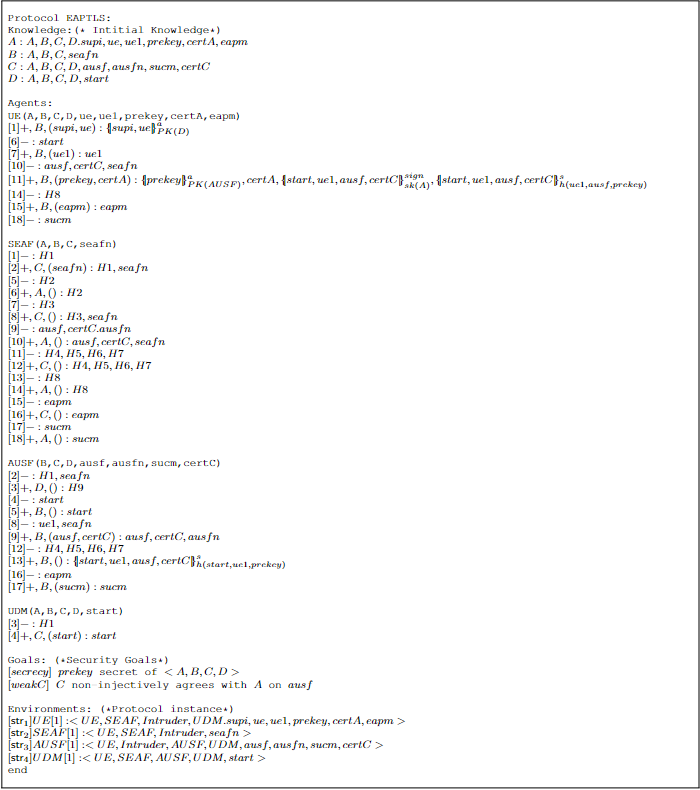 Protocol EAPTLS:
Knowledge:(⋆ Intitial Knowledge⋆)
A : A, B, C, D.supi, ue, ue1, prekey, certA, eapm
B : A, B, C, seafn
C : A, B, C, D, ausf, ausfn, sucm, certC
D : A, B, C, D, start
Agents:
UE(A,B,C,D,ue,ue1,prekey,certA,eapm)
[1]+, B, (supi, ue) : {|supi, ue|}^a_{PK(D)}
[6]− : start
[7]+, B, (ue1) : ue1
[10]− : ausf, certC, seafn
[11]+, B, (prekey, certA) : {|prekey|}^a_{PK(AUSF)}, certA, {|start, ue1, ausf, certC|}^{sign}_{sk(A)}, {|start, ue1, ausf, certC|}^s_{h(ue1,ausf,prekey)}
[14]− : H8
[15]+, B, (eapm) : eapm
[18]− : sucm
SEAF(A,B,C,seafn)
[1]− : H1
[2]+, C, (seafn) : H1, seafn
[5]− : H2
[6]+, A, () : H2
[7]− : H3
[8]+, C, () : H3, seafn
[9]− : ausf, certC.ausfn
[10]+, A, () : ausf, certC, seafn
[11]− : H4, H5, H6, H7
[12]+, C, () : H4, H5, H6, H7
[13]− : H8
[14]+, A, () : H8
[15]− : eapm
[16]+, C, () : eapm
[17]− : sucm
[18]+, A, () : sucm
AUSF(B,C,D,ausf,ausfn,sucm,certC)
[2]− : H1, seafn
[3]+, D, () : H9
[4]− : start
[5]+, B, () : start
[8]− : ue1, seafn
[9]+, B, (ausf, certC) : ausf, certC, ausfn
[12]− : H4, H5, H6, H7
[13]+, B, () : {|start, ue1, ausf, certC|}^s_{h(start,ue1,prekey)}
[16]− : eapm
[17]+, B, (sucm) : sucm
UDM(A,B,C,D,start)
[3]− : H1
[4]+, C, (start) : start
Goals: (⋆Security Goals⋆)
[secrecy] prekey secret of < A, B, C, D >
[weakC] C non-injectively agrees with A on ausf
Environments: (⋆Protocol instance⋆)
[str₁]UE[1] :< UE, SEAF, Intruder, UDM.supi, ue, ue1, prekey, certA, eapm >
[str₂]SEAF[1] :< UE, SEAF, Intruder, seafn >
[str₃]AUSF[1] :< UE, Intruder, AUSF, UDM, ausf, ausfn, sucm, certC >
[str₄]UDM[1] :< UE, SEAF, AUSF, UDM, start >
end